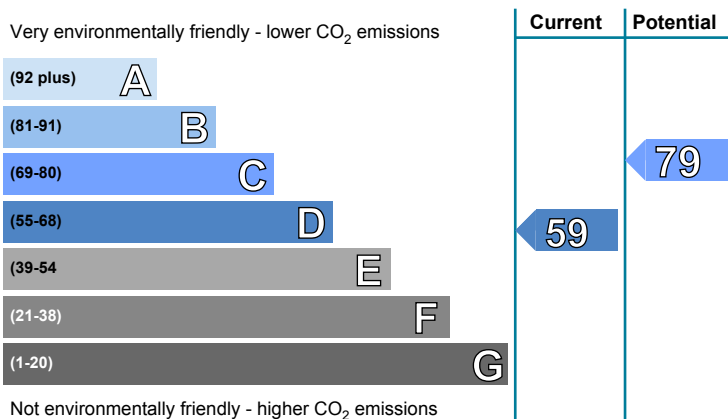 Current Potential
Very environmentally friendly - lower CO2 emissions
(92 plus) A
(81-91) B
(69-80) C
79
(55-68) D
59
(39-54 E
(21-38) F
(1-20) G
Not environmentally friendly - higher CO2 emissions